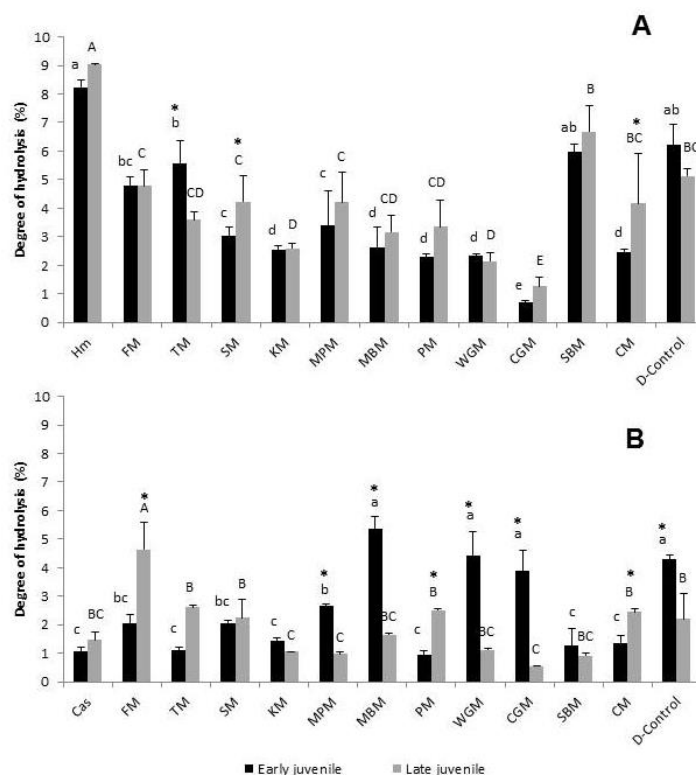 A
Degree of hydrolysis (%)
10
9
8
7
6
5
4
3
2
1
0
a A
bc C
* b CD
c * C
d D
c C
d CD
d CD
d D
e E
ab B
d * BC
ab BC
Hm FM TM SM KM MPM MBM PM WGM CGM SBM CM D-Control
B
Degree of hydrolysis (%)
10
9
8
7
6
5
4
3
2
1
0
c BC
bc * A
c B
bc B
c C
* b C
* a BC
c * B
* a BC
* a C
c BC
c * B
* a B
Cas FM TM SM KM MPM MBM PM WGM CGM SBM CM D-Control
Early juvenile Late juvenile